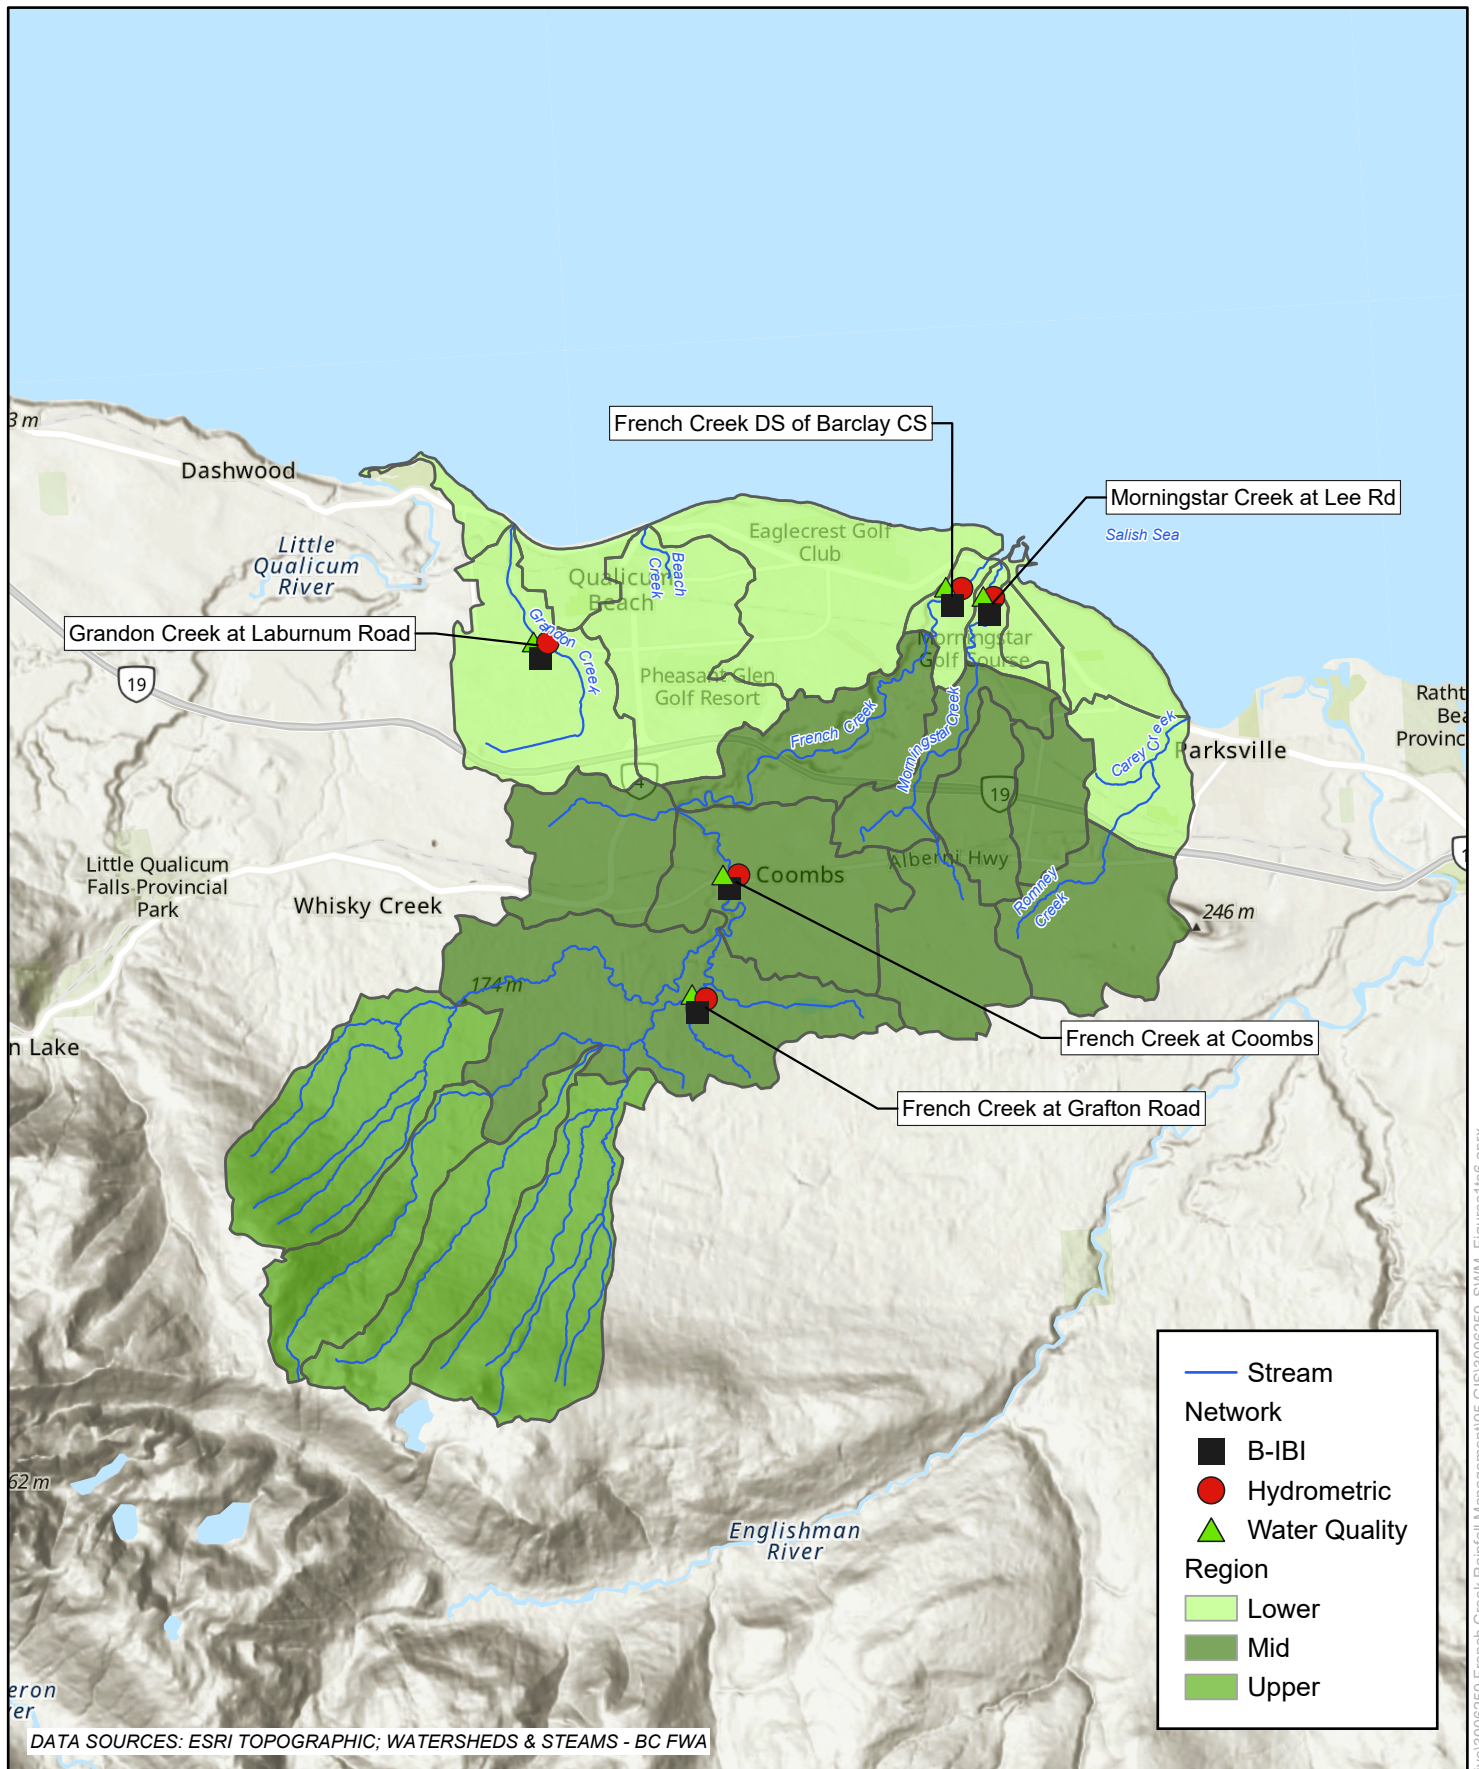 3 m
Dashwood
French Creek DS of Barclay CS
Morningstar Creek at Lee Rd
Salish Sea
Little
Qualicum
River
Eaglecrest Golf
Club
Beach
Creek
Qualicum
Beach
Grandon Creek
Grandon Creek at Laburnum Road
Morningstar
Golf Course
Pheasant Glen
Golf Resort
19
French Creek
Morningstar Creek
Carey Creek
Parksville
Ratht
Bea
Provinc
4
19
1
Little Qualicum
Falls Provincial
Park
Whisky Creek
Coombs
Alberni Hwy
Romney
Creek
246 m
174 m
n Lake
French Creek at Coombs
French Creek at Grafton Road
62 m
Englishman
River
eron
ver
Stream
Network
B-IBI
Hydrometric
Water Quality
Region
Lower
Mid
Upper
DATA SOURCES: ESRI TOPOGRAPHIC; WATERSHEDS & STEAMS - BC FWA